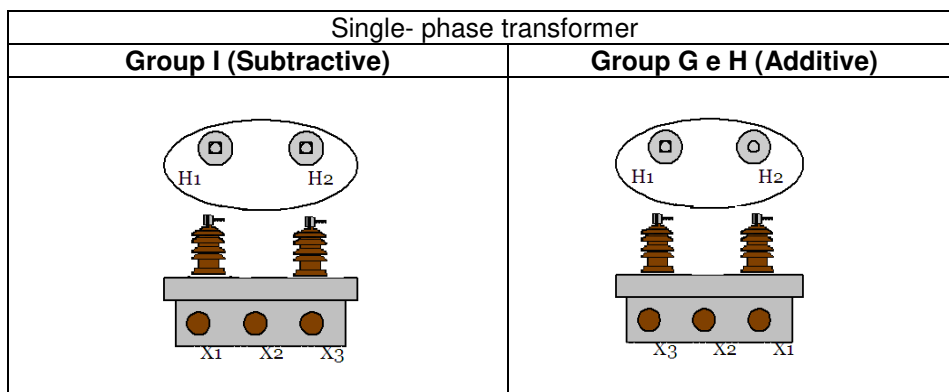 Single- phase transformer
Group I (Subtractive)
Group G e H (Additive)
H1 H2
H1 H2
X1 X2 X3
X3 X2 X1